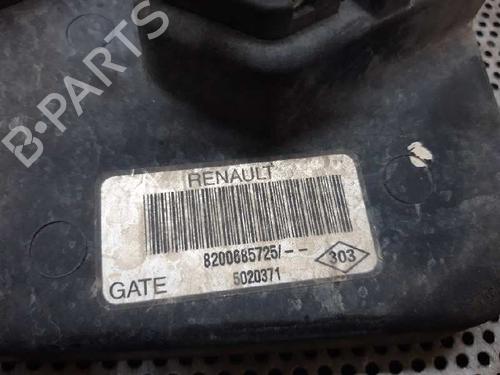 B-PARTS
RENAULT
8200685725/--
303
5020371
GATE